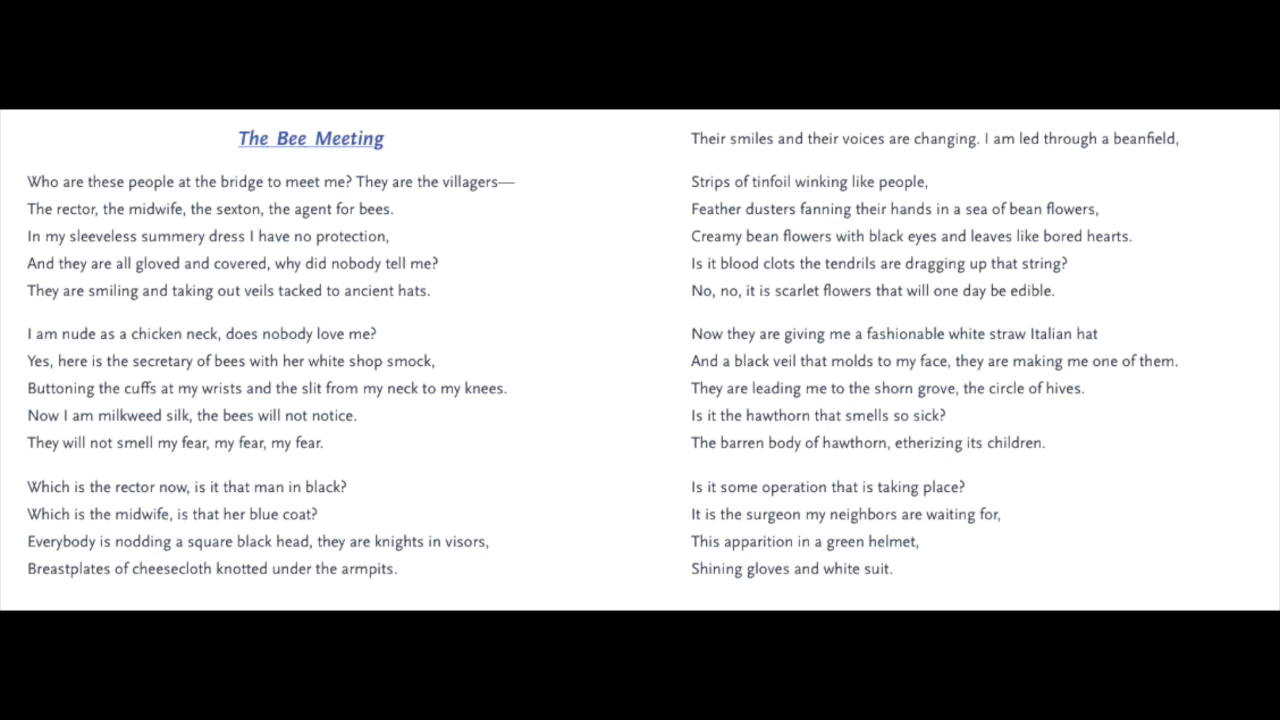 The Bee Meeting
Who are these people at the bridge to meet me? They are the villagers—
The rector, the midwife, the sexton, the agent for bees.
In my sleeveless summery dress I have no protection,
And they are all gloved and covered, why did nobody tell me?
They are smiling and taking out veils tacked to ancient hats.
I am nude as a chicken neck, does nobody love me?
Yes, here is the secretary of bees with her white shop smock,
Buttoning the cuffs at my wrists and the slit from my neck to my knees.
Now I am milkweed silk, the bees will not notice.
They will not smell my fear, my fear, my fear.
Which is the rector now, is it that man in black?
Which is the midwife, is that her blue coat?
Everybody is nodding a square black head, they are knights in visors,
Breastplates of cheesecloth knotted under the armpits.
Their smiles and their voices are changing. I am led through a beanfield,
Strips of tinfoil winking like people,
Feather dusters fanning their hands in a sea of bean flowers,
Creamy bean flowers with black eyes and leaves like bored hearts.
Is it blood clots the tendrils are dragging up that string?
No, no, it is scarlet flowers that will one day be edible.
Now they are giving me a fashionable white straw Italian hat
And a black veil that molds to my face, they are making me one of them.
They are leading me to the shorn grove, the circle of hives.
Is it the hawthorn that smells so sick?
The barren body of hawthorn, etherizing its children.
Is it some operation that is taking place?
It is the surgeon my neighbors are waiting for,
This apparition in a green helmet,
Shining gloves and white suit.